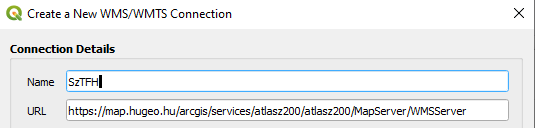 Create a New WMS/WMTS Connection
Connection Details
Name SzTFH
URL https://map.hugeo.hu/arcgis/services/atlasz200/atlasz200/MapServer/WMSServer